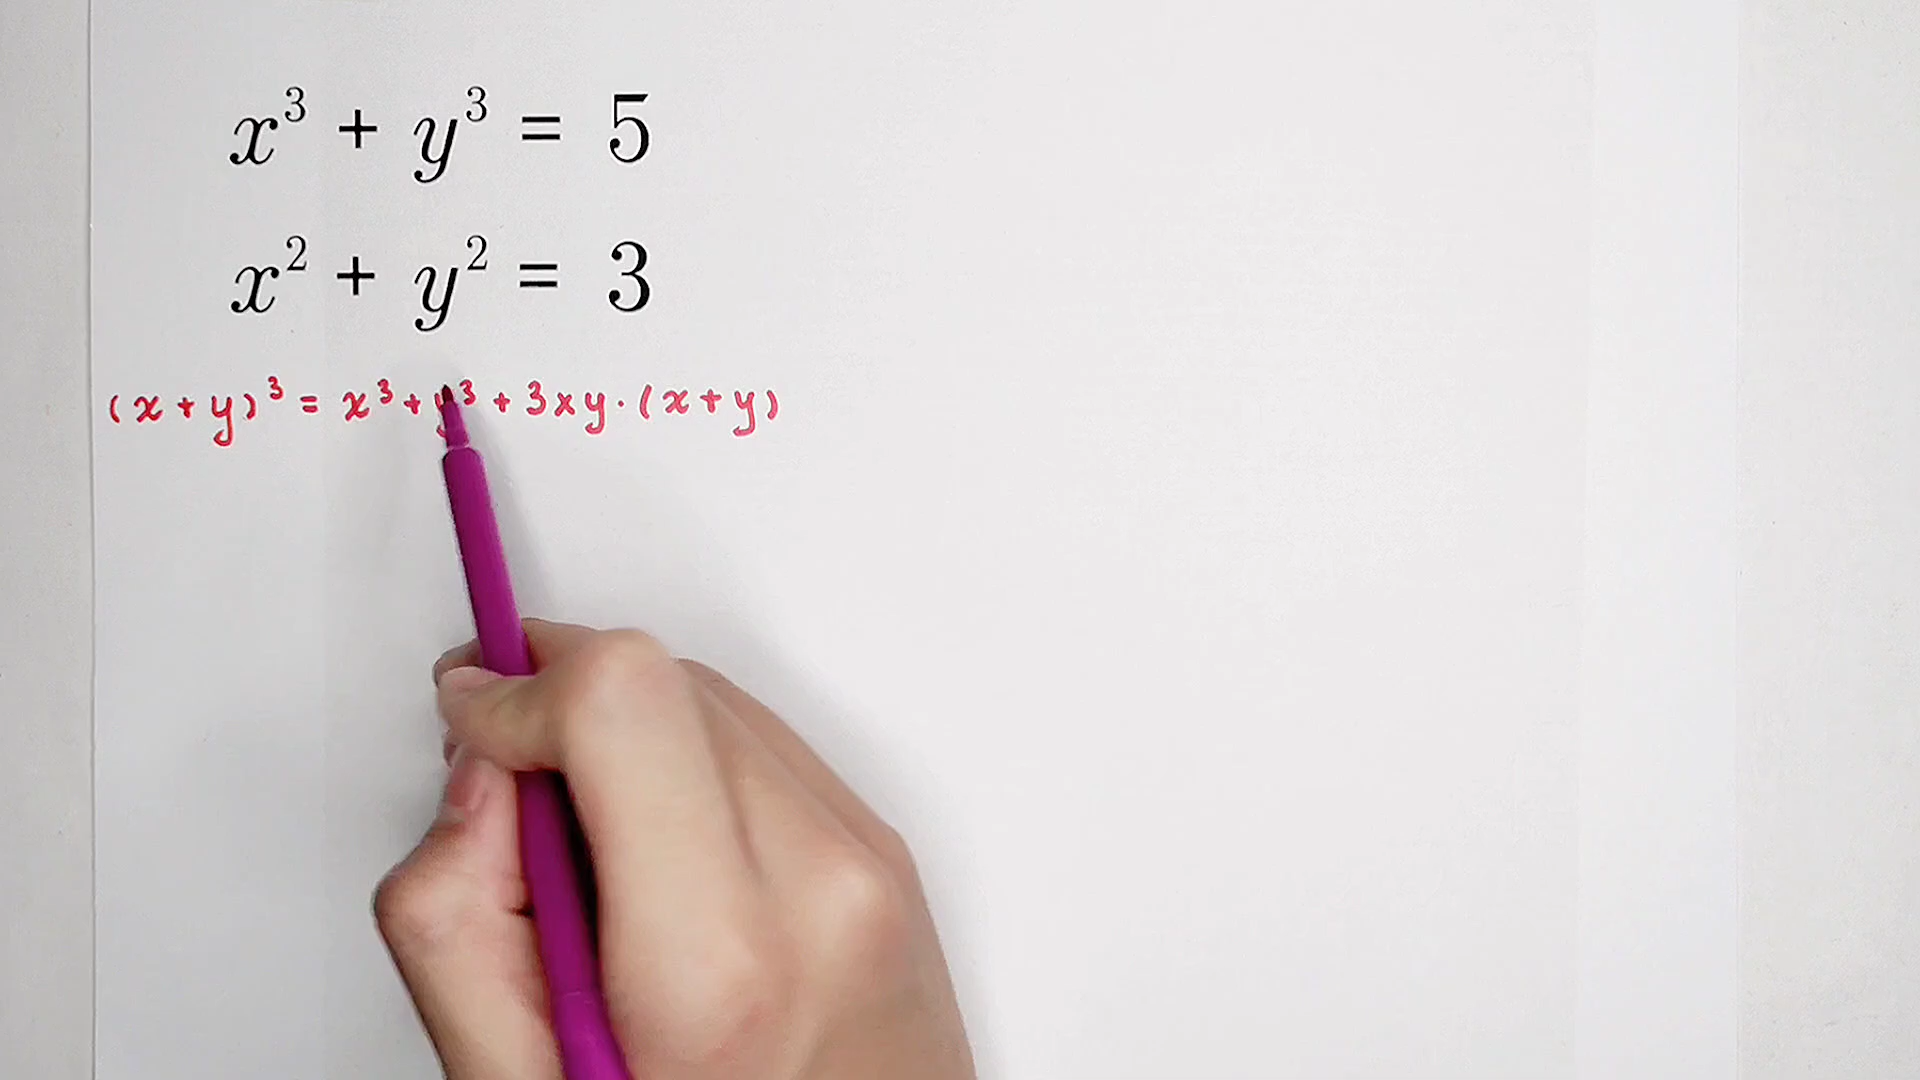 x³ + y³ = 5
x² + y² = 3
(x + y)³ = x³ + y³ + 3xy · (x + y)